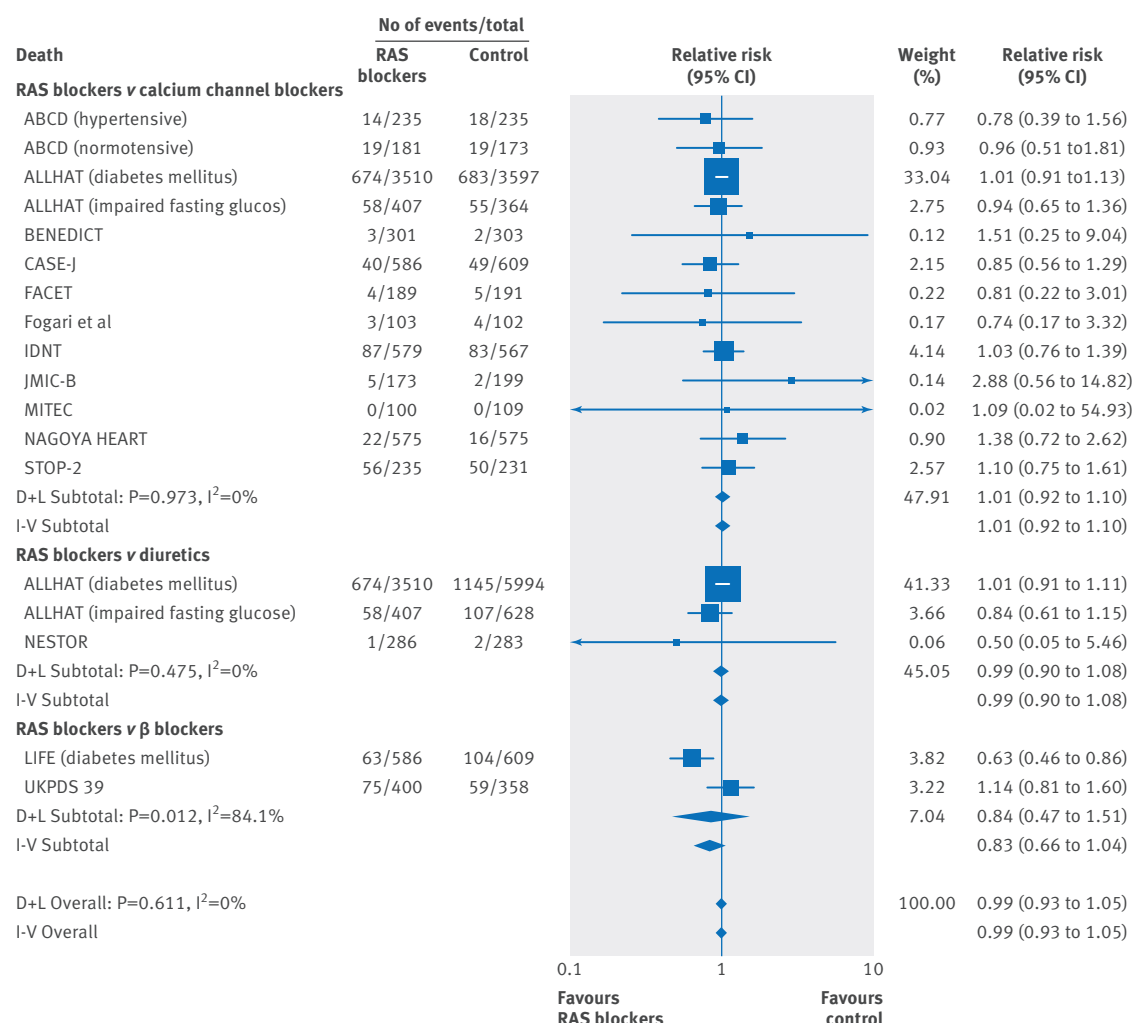 No of events/total
Death RAS blockers Control Relative risk (95% CI) Weight (%) Relative risk (95% CI)
RAS blockers v calcium channel blockers
ABCD (hypertensive) 14/235 18/235 0.77 0.78 (0.39 to 1.56)
ABCD (normotensive) 19/181 19/173 0.93 0.96 (0.51 to1.81)
ALLHAT (diabetes mellitus) 674/3510 683/3597 33.04 1.01 (0.91 to1.13)
ALLHAT (impaired fasting glucos) 58/407 55/364 2.75 0.94 (0.65 to 1.36)
BENEDICT 3/301 2/303 0.12 1.51 (0.25 to 9.04)
CASE-J 40/586 49/609 2.15 0.85 (0.56 to 1.29)
FACET 4/189 5/191 0.22 0.81 (0.22 to 3.01)
Fogari et al 3/103 4/102 0.17 0.74 (0.17 to 3.32)
IDNT 87/579 83/567 4.14 1.03 (0.76 to 1.39)
JMIC-B 5/173 2/199 0.14 2.88 (0.56 to 14.82)
MITEC 0/100 0/109 0.02 1.09 (0.02 to 54.93)
NAGOYA HEART 22/575 16/575 0.90 1.38 (0.72 to 2.62)
STOP-2 56/235 50/231 2.57 1.10 (0.75 to 1.61)
D+L Subtotal: P=0.973, I²=0% 47.91 1.01 (0.92 to 1.10)
I-V Subtotal 1.01 (0.92 to 1.10)
RAS blockers v diuretics
ALLHAT (diabetes mellitus) 674/3510 1145/5994 41.33 1.01 (0.91 to 1.11)
ALLHAT (impaired fasting glucose) 58/407 107/628 3.66 0.84 (0.61 to 1.15)
NESTOR 1/286 2/283 0.06 0.50 (0.05 to 5.46)
D+L Subtotal: P=0.475, I²=0% 45.05 0.99 (0.90 to 1.08)
I-V Subtotal 0.99 (0.90 to 1.08)
RAS blockers v β blockers
LIFE (diabetes mellitus) 63/586 104/609 3.82 0.63 (0.46 to 0.86)
UKPDS 39 75/400 59/358 3.22 1.14 (0.81 to 1.60)
D+L Subtotal: P=0.012, I²=84.1% 7.04 0.84 (0.47 to 1.51)
I-V Subtotal 0.83 (0.66 to 1.04)
D+L Overall: P=0.611, I²=0% 100.00 0.99 (0.93 to 1.05)
I-V Overall 0.99 (0.93 to 1.05)
0.1 1 10
Favours Favours
RAS blockers control